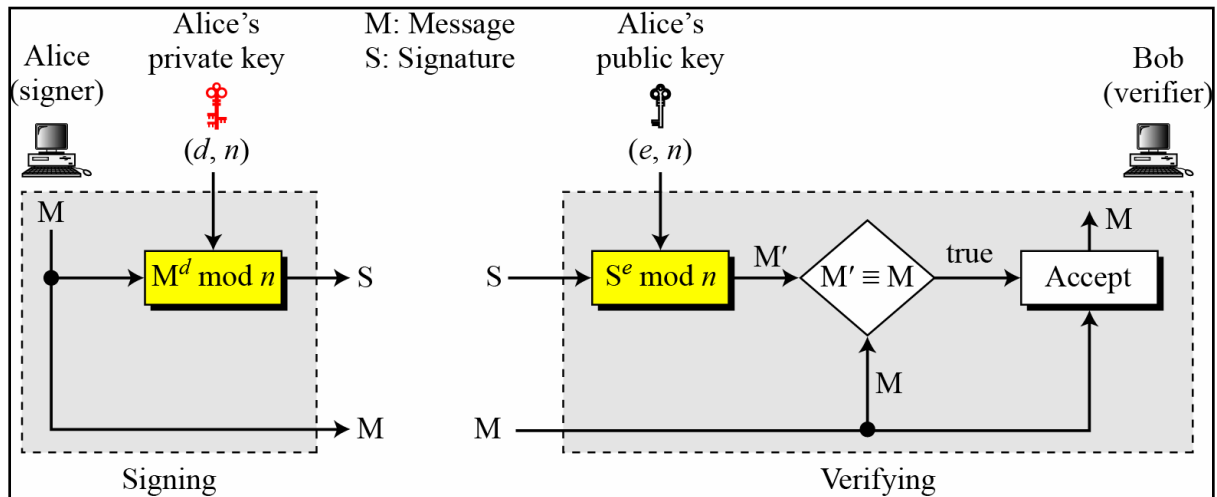 Alice
(signer)
Alice’s
private key
(d, n)
M: Message
S: Signature
Alice’s
public key
(e, n)
Bob
(verifier)
M
M^d mod n
S
M
Signing
S
S^e mod n
M′
M′ ≡ M
true
Accept
M
M
M
Verifying